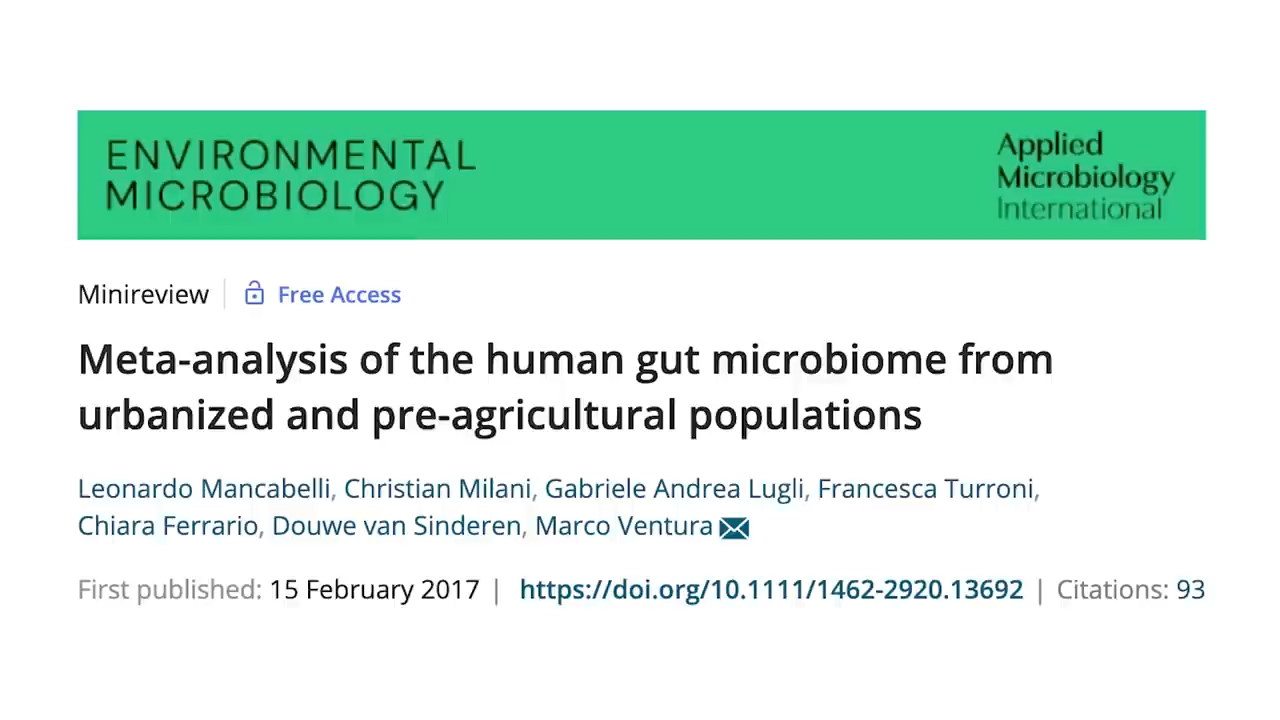 ENVIRONMENTAL
MICROBIOLOGY
Applied
Microbiology
International
Minireview
Free Access
Meta-analysis of the human gut microbiome from
urbanized and pre-agricultural populations
Leonardo Mancabelli, Christian Milani, Gabriele Andrea Lugli, Francesca Turroni,
Chiara Ferrario, Douwe van Sinderen, Marco Ventura
First published: 15 February 2017 | https://doi.org/10.1111/1462-2920.13692 | Citations: 93